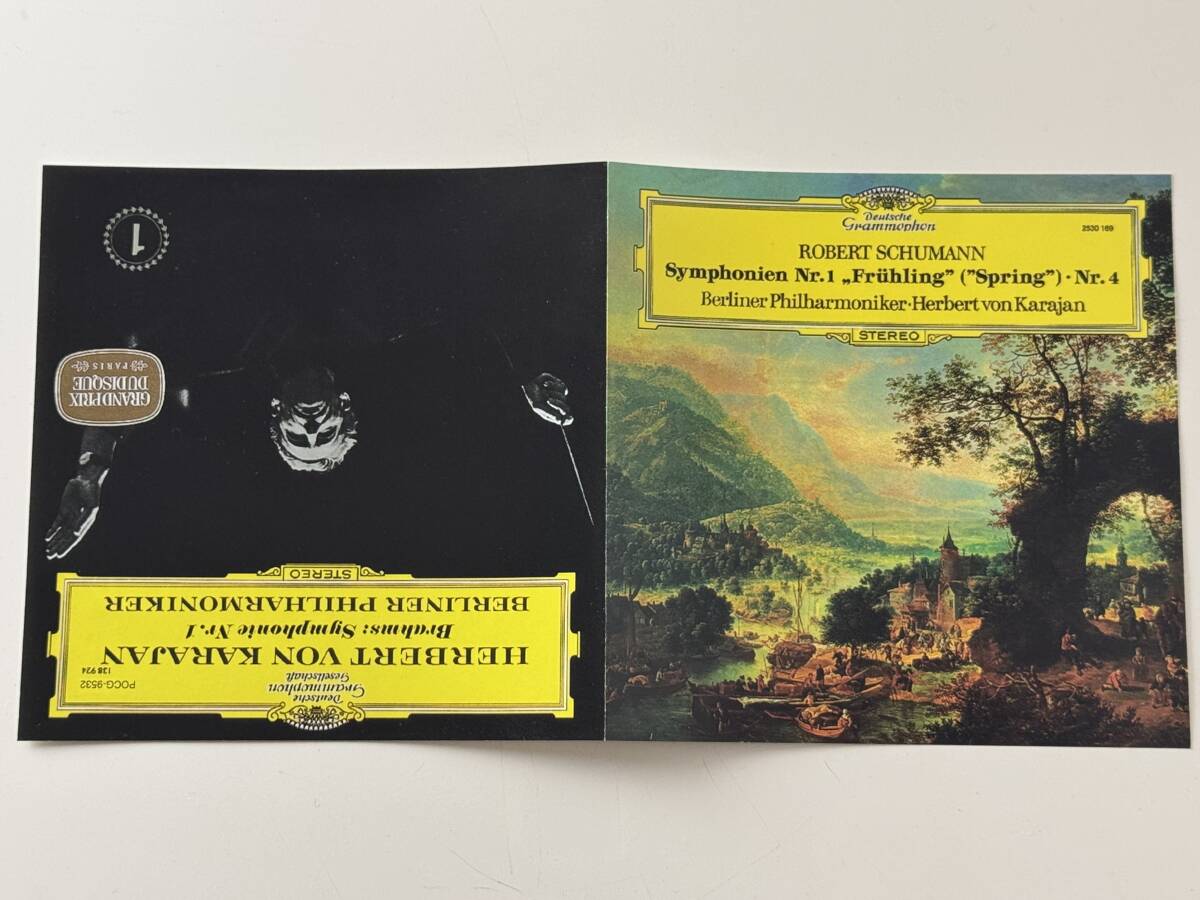 Deutsche
Grammophon
2530 169
ROBERT SCHUMANN
Symphonien Nr.1 „Frühling” (”Spring”) · Nr. 4
Berliner Philharmoniker · Herbert von Karajan
STEREO
Deutsche
Grammophon
Gesellschaft
POCG-9532
138 924
HERBERT VON KARAJAN
Brahms: Symphonie Nr. 1
BERLINER PHILHARMONIKER
STEREO
GRAND PRIX
DU DISQUE
PARIS
1